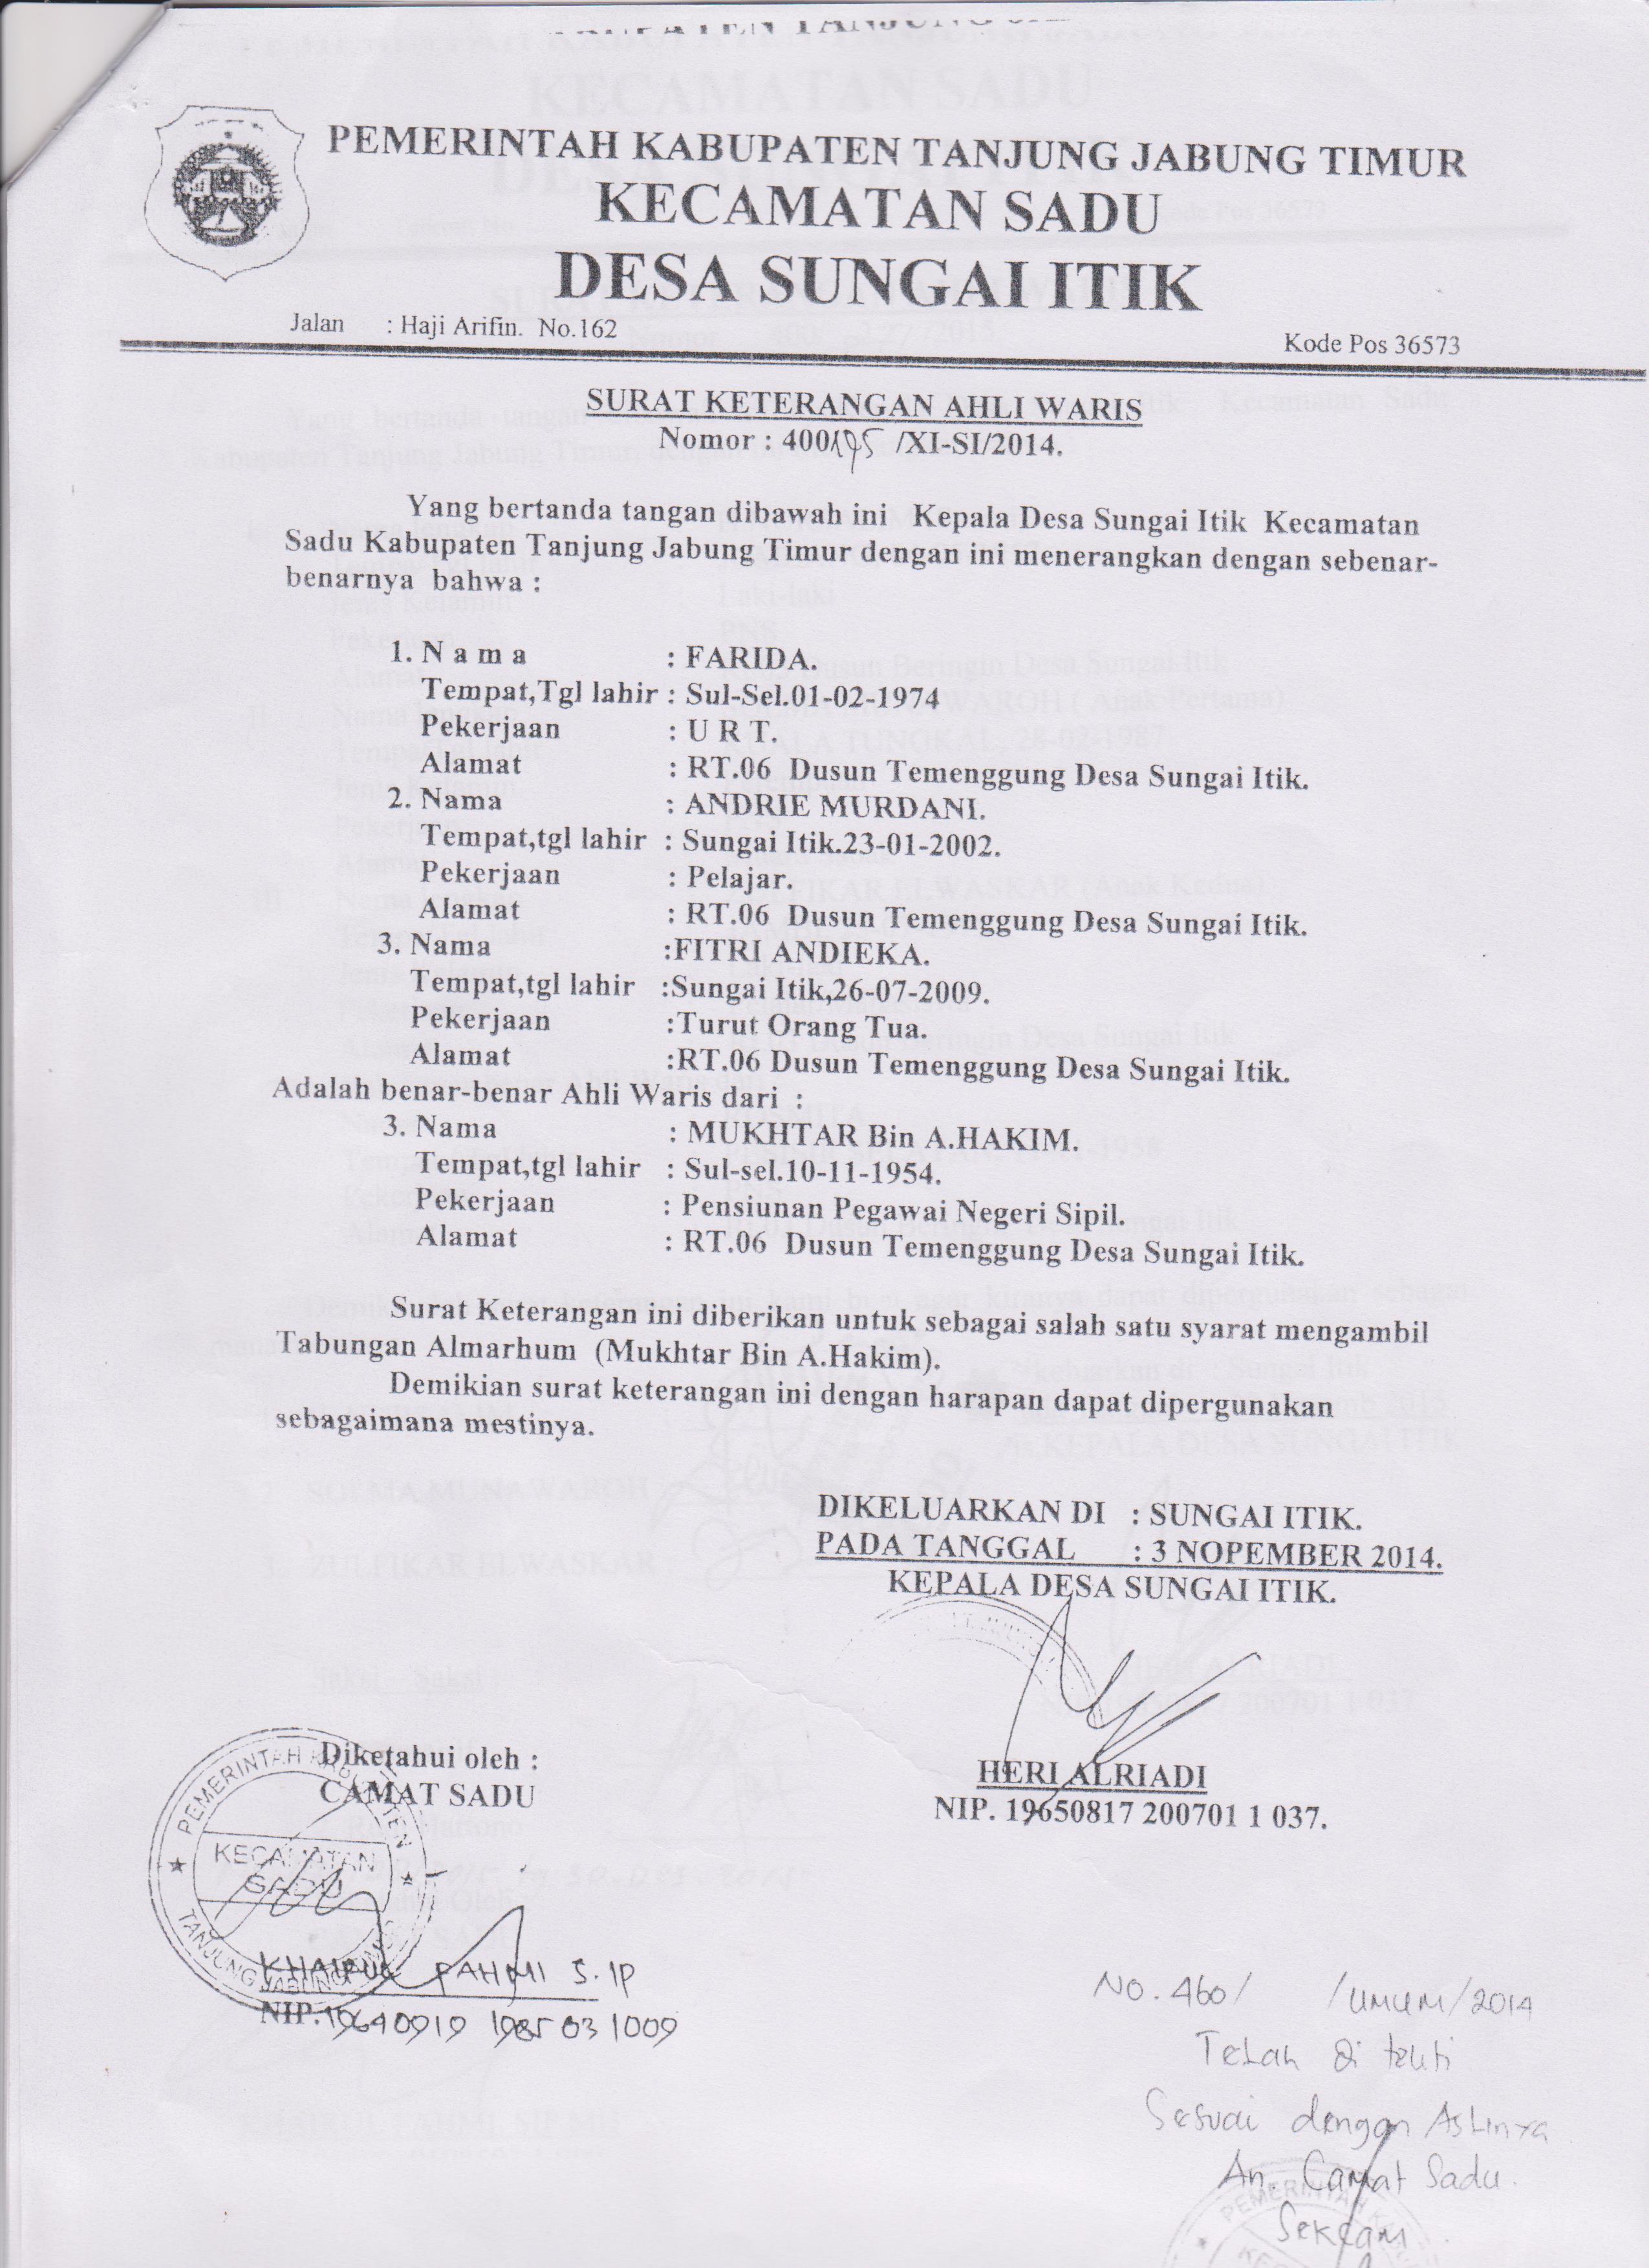 PEMERINTAH KABUPATEN TANJUNG JABUNG TIMUR
KECAMATAN SADU
DESA SUNGAI ITIK
Jalan : Haji Arifin. No.162
Kode Pos 36573
SURAT KETERANGAN AHLI WARIS
Nomor : 400/195 /XI-SI/2014.
Yang bertanda tangan dibawah ini Kepala Desa Sungai Itik Kecamatan
Sadu Kabupaten Tanjung Jabung Timur dengan ini menerangkan dengan sebenar-
benarnya bahwa :
1. N a m a : FARIDA.
Tempat,Tgl lahir : Sul-Sel.01-02-1974
Pekerjaan : U R T.
Alamat : RT.06 Dusun Temenggung Desa Sungai Itik.
2. Nama : ANDRIE MURDANI.
Tempat,tgl lahir : Sungai Itik.23-01-2002.
Pekerjaan : Pelajar.
Alamat : RT.06 Dusun Temenggung Desa Sungai Itik.
3. Nama :FITRI ANDIEKA.
Tempat,tgl lahir :Sungai Itik,26-07-2009.
Pekerjaan :Turut Orang Tua.
Alamat :RT.06 Dusun Temenggung Desa Sungai Itik.
Adalah benar-benar Ahli Waris dari :
3. Nama : MUKHTAR Bin A.HAKIM.
Tempat,tgl lahir : Sul-sel.10-11-1954.
Pekerjaan : Pensiunan Pegawai Negeri Sipil.
Alamat : RT.06 Dusun Temenggung Desa Sungai Itik.
Surat Keterangan ini diberikan untuk sebagai salah satu syarat mengambil
Tabungan Almarhum (Mukhtar Bin A.Hakim).
Demikian surat keterangan ini dengan harapan dapat dipergunakan
sebagaimana mestinya.
DIKELUARKAN DI : SUNGAI ITIK.
PADA TANGGAL : 3 NOPEMBER 2014.
KEPALA DESA SUNGAI ITIK.
HERI ALRIADI
NIP. 19650817 200701 1 037.
Diketahui oleh :
CAMAT SADU
PEMERINTAH KABUPATEN
KECAMATAN
SADU
TANJUNG JABUNG TIMUR
KHAIRUL PAHMI S.IP
NIP.19640919 1985 03 1009
No. 460/ /UMUM/2014
Telah di teliti
Sesuai dengan Aslinya
An. Camat Sadu.
Sekcam